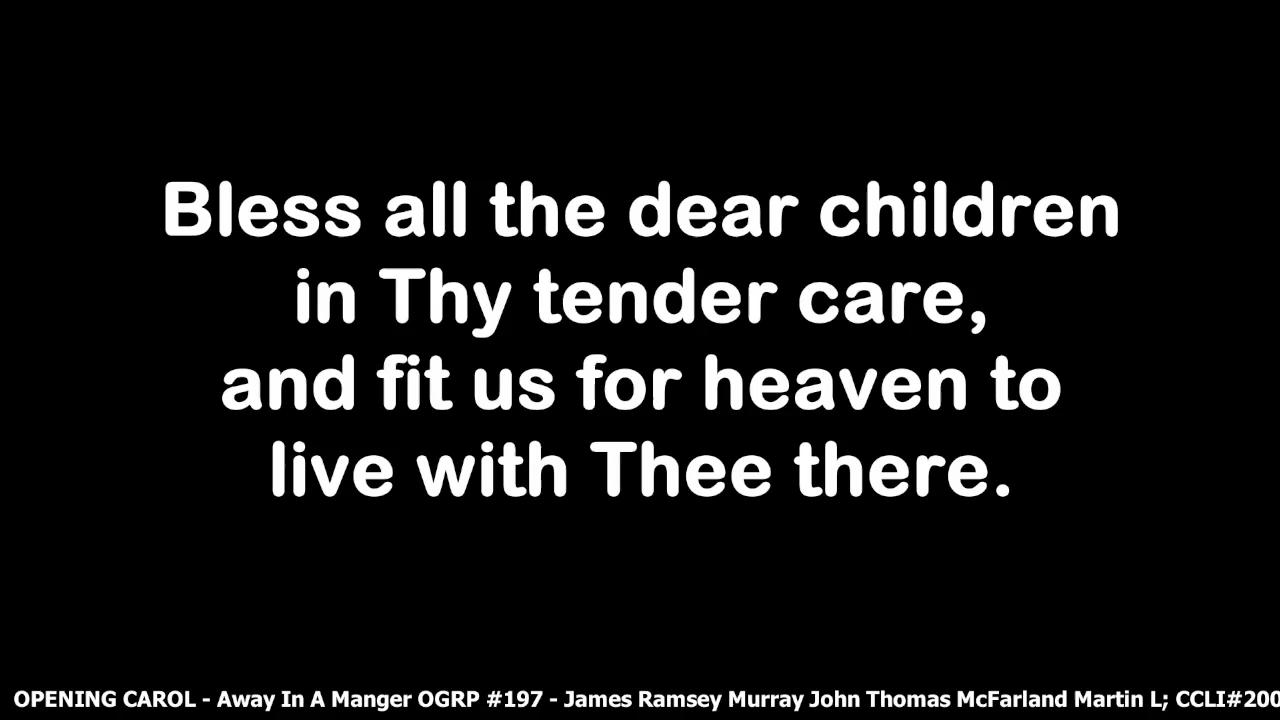 Bless all the dear children
in Thy tender care,
and fit us for heaven to
live with Thee there.
OPENING CAROL - Away In A Manger OGRP #197 - James Ramsey Murray John Thomas McFarland Martin L; CCLI#200